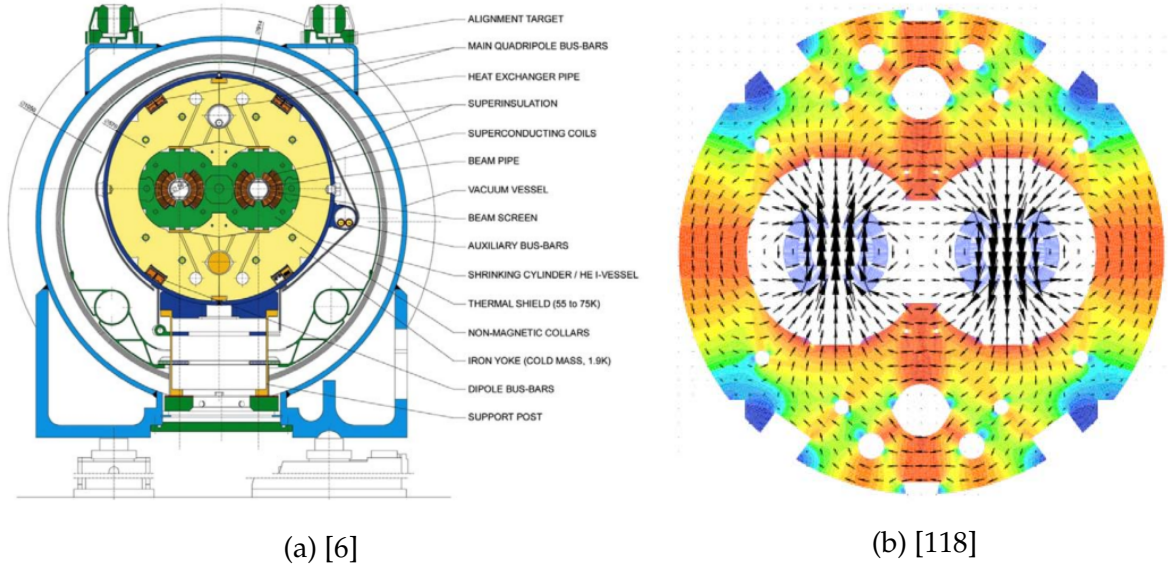 ALIGNMENT TARGET
MAIN QUADRIPOLE BUS-BARS
HEAT EXCHANGER PIPE
SUPERINSULATION
SUPERCONDUCTING COILS
BEAM PIPE
VACUUM VESSEL
BEAM SCREEN
AUXILIARY BUS-BARS
SHRINKING CYLINDER / HE I-VESSEL
THERMAL SHIELD (55 to 75K)
NON-MAGNETIC COLLARS
IRON YOKE (COLD MASS, 1.9K)
DIPOLE BUS-BARS
SUPPORT POST
(a) [6]
(b) [118]